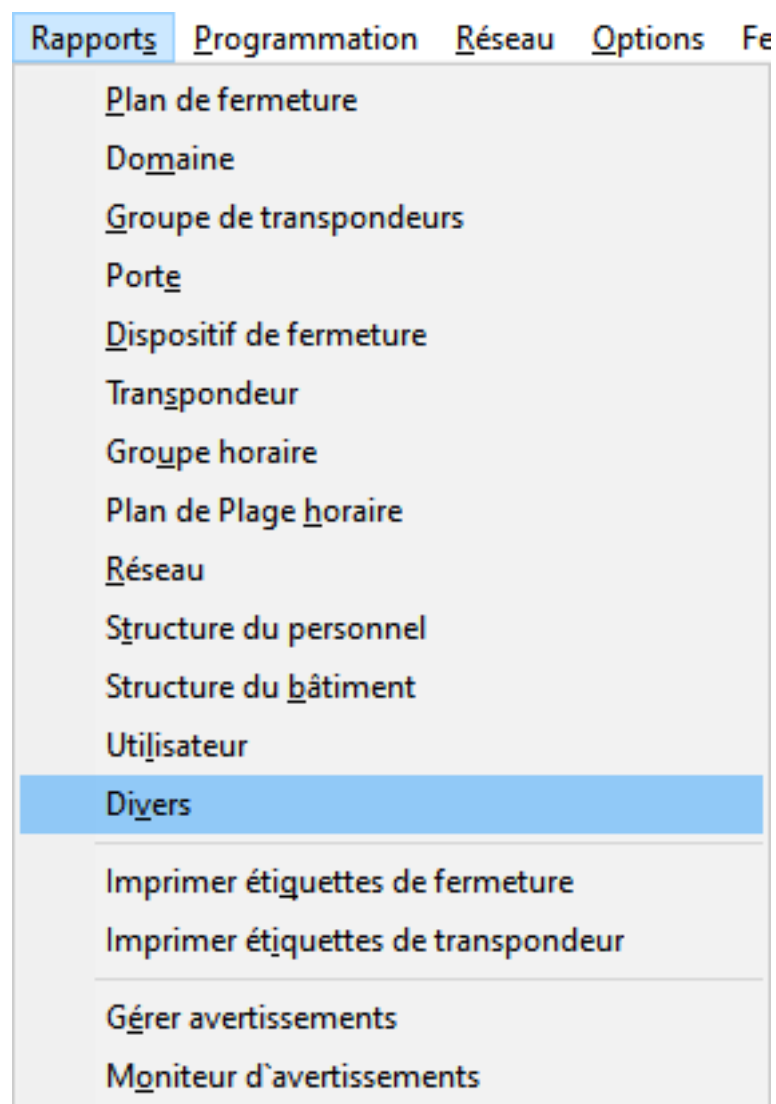 Rapports Programmation Réseau Options Fe
Plan de fermeture
Domaine
Groupe de transpondeurs
Porte
Dispositif de fermeture
Transpondeur
Groupe horaire
Plan de Plage horaire
Réseau
Structure du personnel
Structure du bâtiment
Utilisateur
Divers
Imprimer étiquettes de fermeture
Imprimer étiquettes de transpondeur
Gérer avertissements
Moniteur d`avertissements